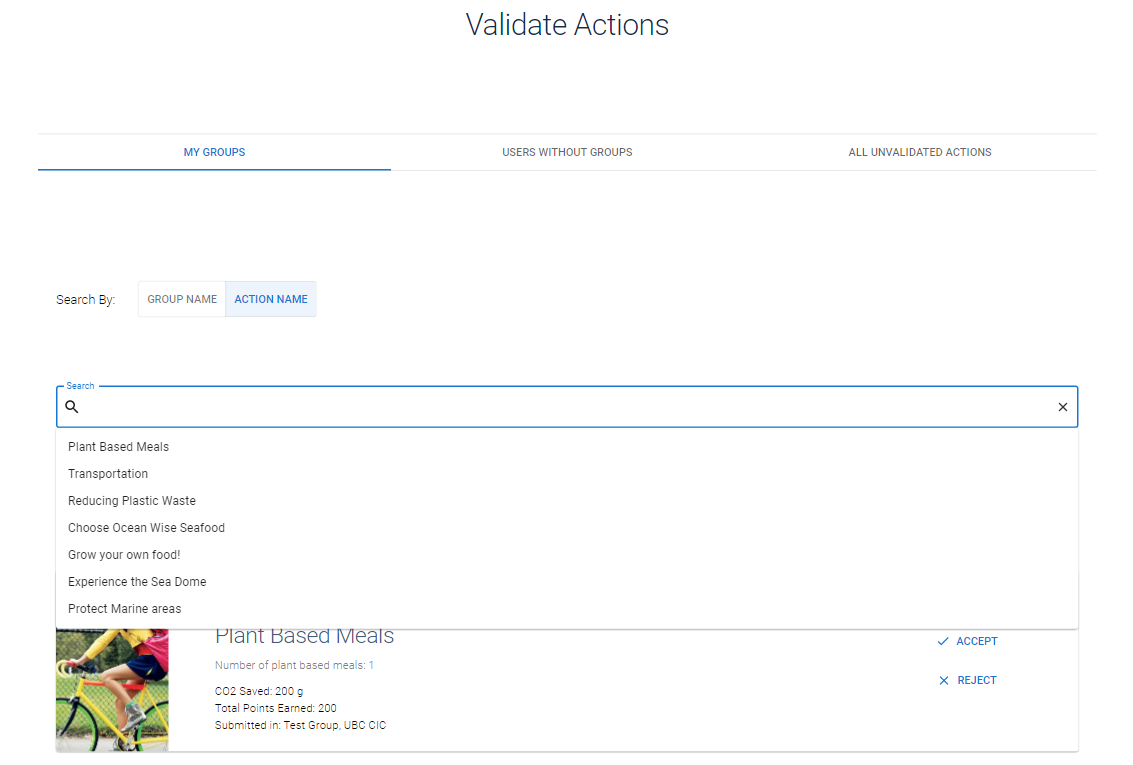 Validate Actions
MY GROUPS
USERS WITHOUT GROUPS
ALL UNVALIDATED ACTIONS
Search By:
GROUP NAME
ACTION NAME
Search
Plant Based Meals
Transportation
Reducing Plastic Waste
Choose Ocean Wise Seafood
Grow your own food!
Experience the Sea Dome
Protect Marine areas
Plant Based Meals
Number of plant based meals: 1
CO2 Saved: 200 g
Total Points Earned: 200
Submitted in: Test Group, UBC CIC
ACCEPT
REJECT